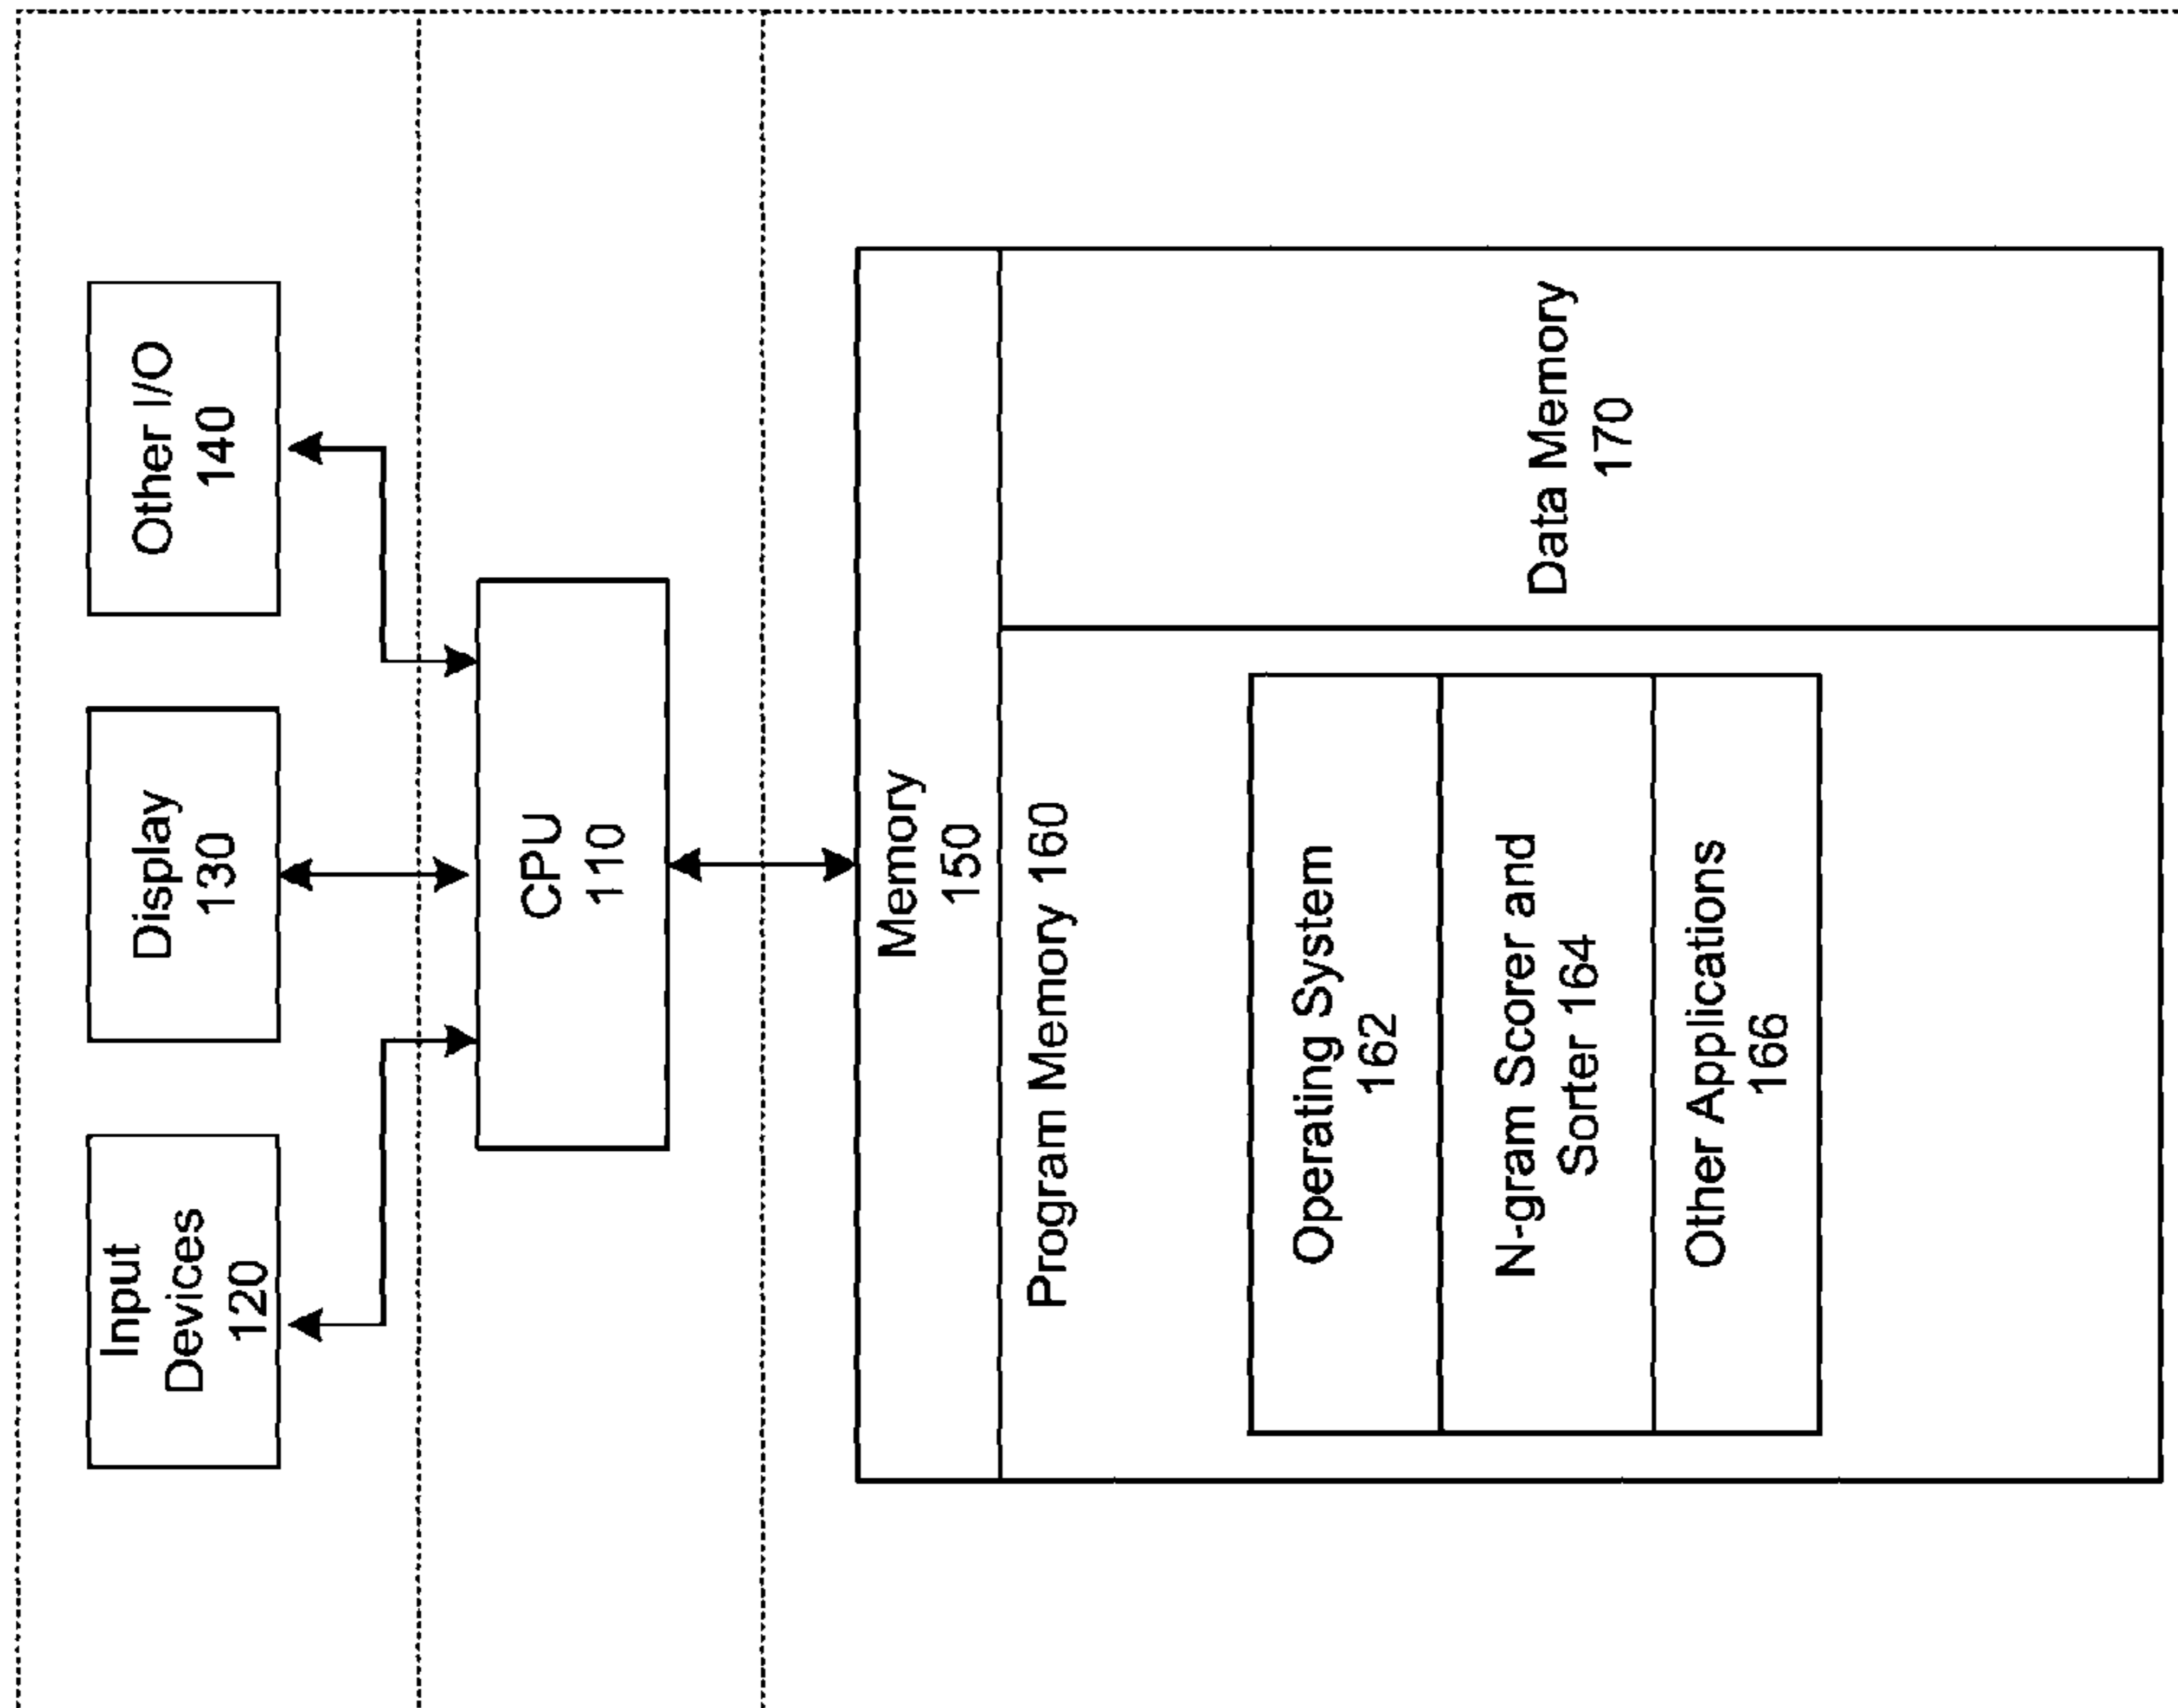 Input
Devices
120
Display
130
Other I/O
140
CPU
110
Memory
150
Program Memory 160
Operating System
162
N-gram Scorer and
Sorter 164
Other Applications
166
Data Memory
170